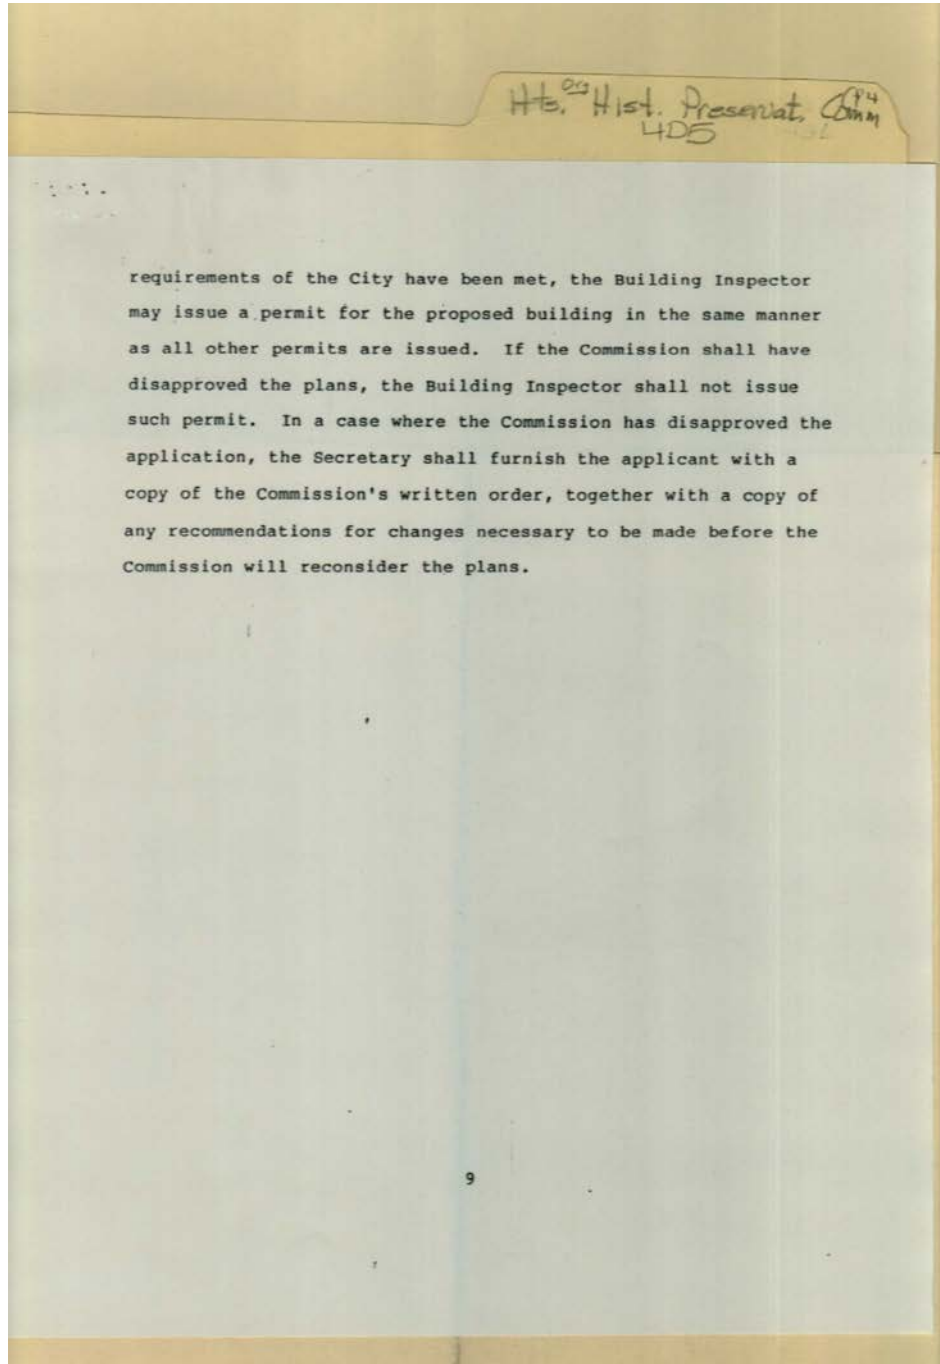 Hts. Org Hist. Preservat. Comm
4D5
requirements of the City have been met, the Building Inspector
may issue a permit for the proposed building in the same manner
as all other permits are issued.  If the Commission shall have
disapproved the plans, the Building Inspector shall not issue
such permit.  In a case where the Commission has disapproved the
application, the Secretary shall furnish the applicant with a
copy of the Commission's written order, together with a copy of
any recommendations for changes necessary to be made before the
Commission will reconsider the plans.
9